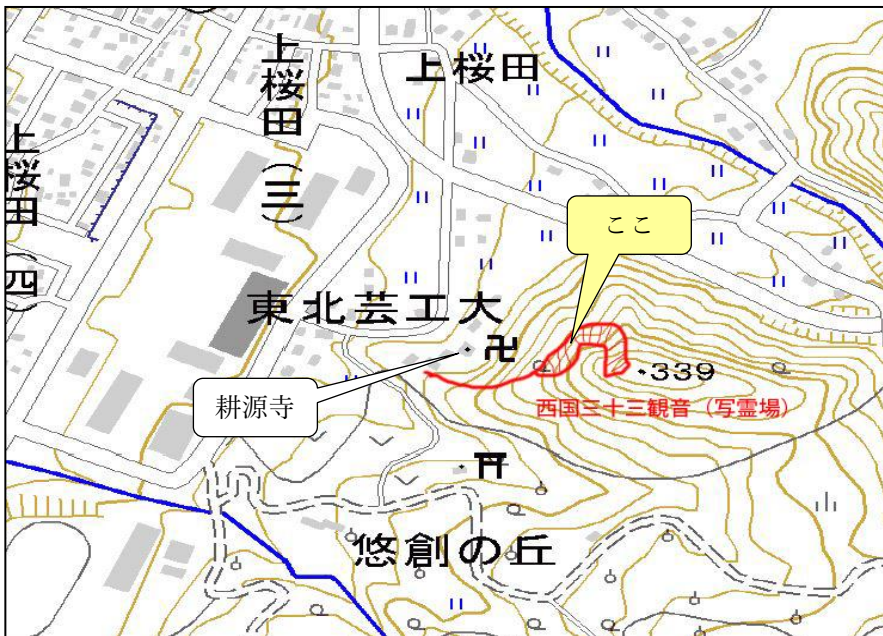 上桜田(三)
上桜田
上桜田(四)
ここ
東北芸工大
卍
・339
耕源寺
西国三十三観音（写霊場）
悠創の丘